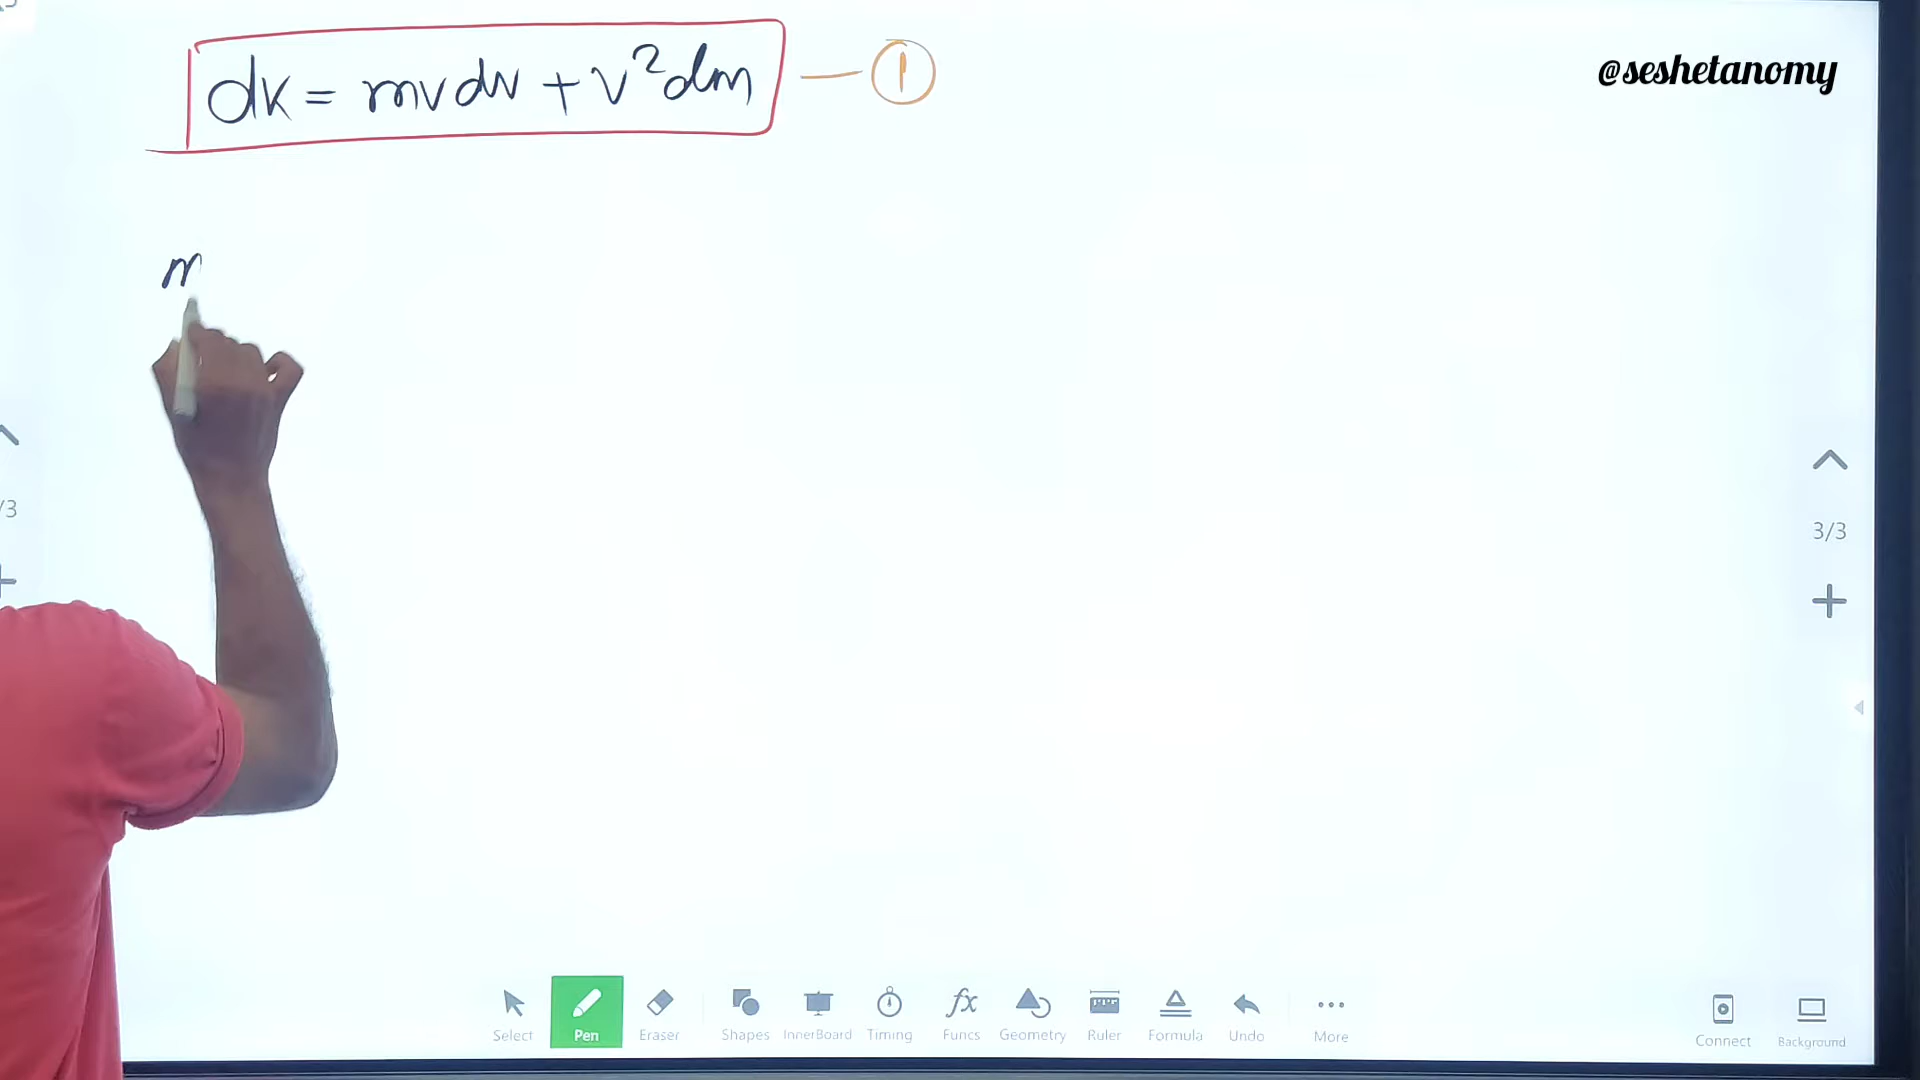 dk = mvdv + v²dm — ①
@seshetanomy
m
/3
3/3
Select Pen Eraser Shapes InnerBoard Timing Funcs Geometry Ruler Formula Undo More
Connect Background